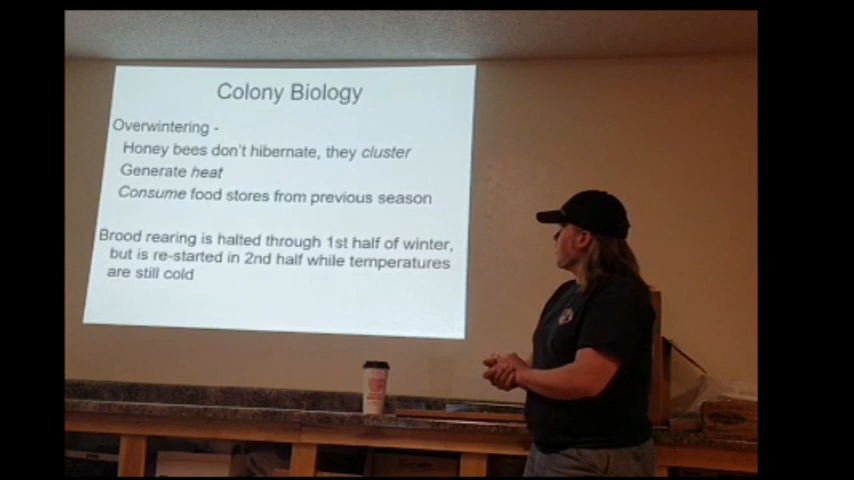 Colony Biology
Overwintering -
Honey bees don't hibernate, they cluster
Generate heat
Consume food stores from previous season
Brood rearing is halted through 1st half of winter,
but is re-started in 2nd half while temperatures
are still cold